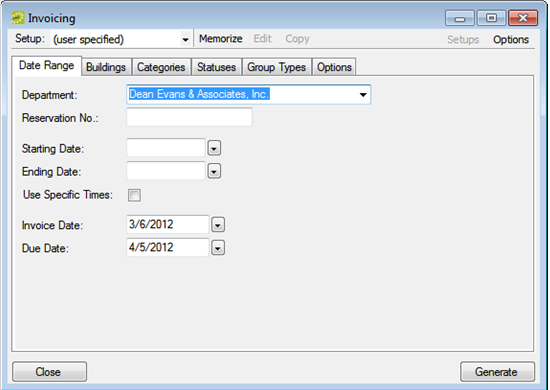 Invoicing
Setup: (user specified) Memorize Edit Copy Setups Options
Date Range Buildings Categories Statuses Group Types Options
Department: Dean Evans & Associates, Inc.
Reservation No.:
Starting Date:
Ending Date:
Use Specific Times:
Invoice Date: 3/6/2012
Due Date: 4/5/2012
Close Generate